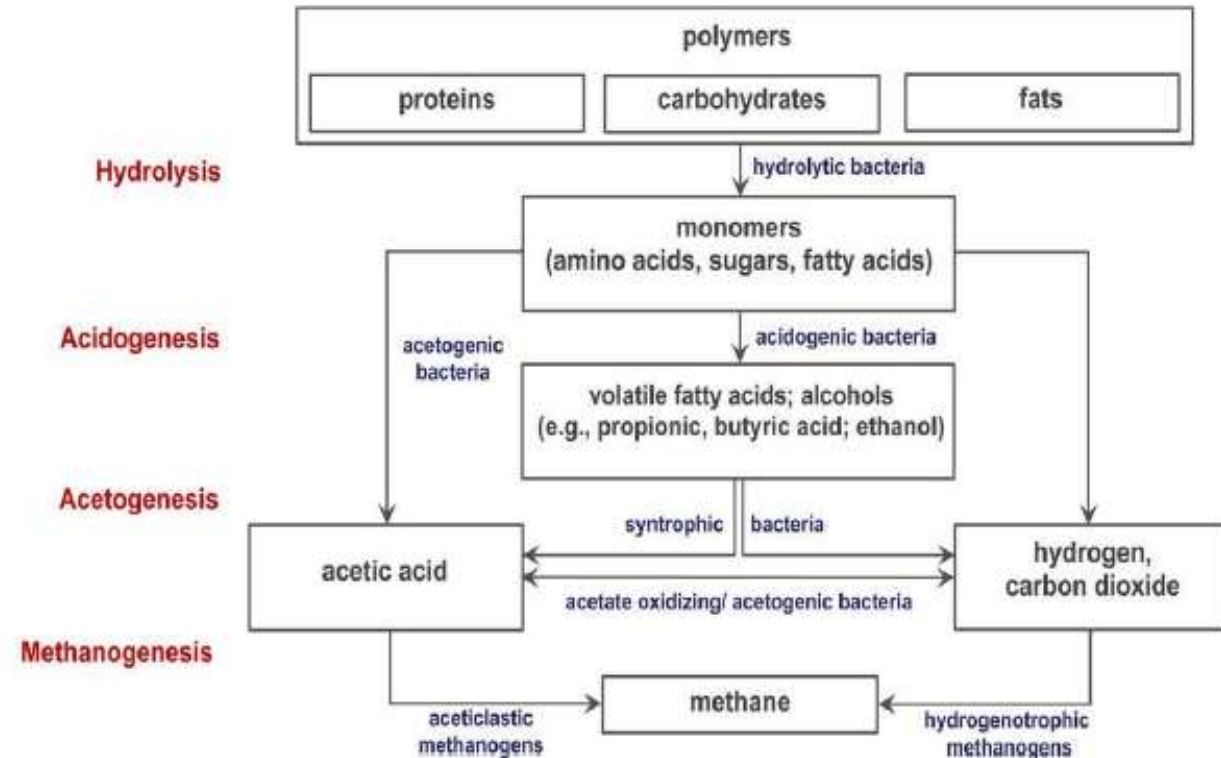 polymers
proteins
carbohydrates
fats
Hydrolysis
hydrolytic bacteria
monomers
(amino acids, sugars, fatty acids)
Acidogenesis
acetogenic
bacteria
acidogenic bacteria
volatile fatty acids; alcohols
(e.g., propionic, butyric acid; ethanol)
Acetogenesis
syntrophic bacteria
acetic acid
hydrogen,
carbon dioxide
acetate oxidizing/ acetogenic bacteria
Methanogenesis
methane
aceticlastic
methanogens
hydrogenotrophic
methanogens